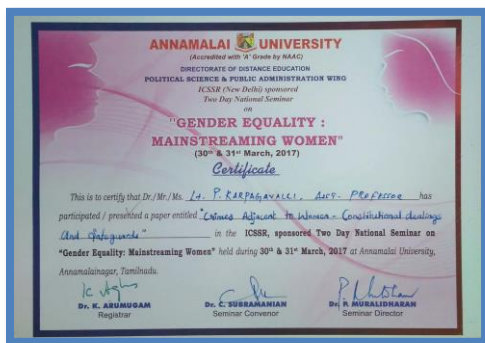 ANNAMALAI UNIVERSITY
(Accredited with 'A' Grade by NAAC)
DIRECTORATE OF DISTANCE EDUCATION
POLITICAL SCIENCE & PUBLIC ADMINISTRATION WING
ICSSR (New Delhi) sponsored
Two Day National Seminar
on
"GENDER EQUALITY :
MAINSTREAMING WOMEN"
(30th & 31st March, 2017)
Certificate
This is to certify that Dr./Mr./Ms. Lt. P. KARPAGAVALLI, Asst. PROFESSOR has
participated / presented a paper entitled "Crimes Adjacent to Women - Constitutional dealings
and Safeguards" in the ICSSR, sponsored Two Day National Seminar on
"Gender Equality: Mainstreaming Women" held during 30th & 31st March, 2017 at Annamalai University,
Annamalainagar, Tamilnadu.
Dr. K. ARUMUGAM Dr. C. SUBRAMANIAN Dr. P. MURALIDHARAN
Registrar Seminar Convenor Seminar Director